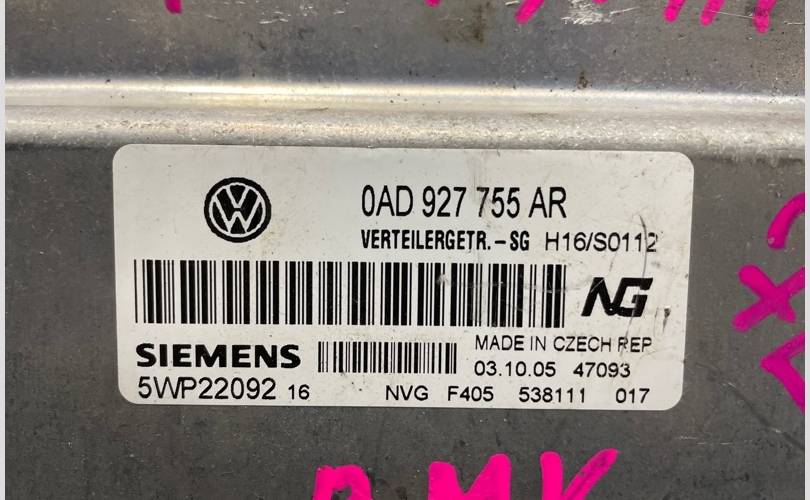 VW
0AD 927 755 AR
VERTEILERGETR.-SG H16/S0112
NG
SIEMENS
MADE IN CZECH REP
03.10.05 47093
5WP22092 16
NVG F405 538111 017